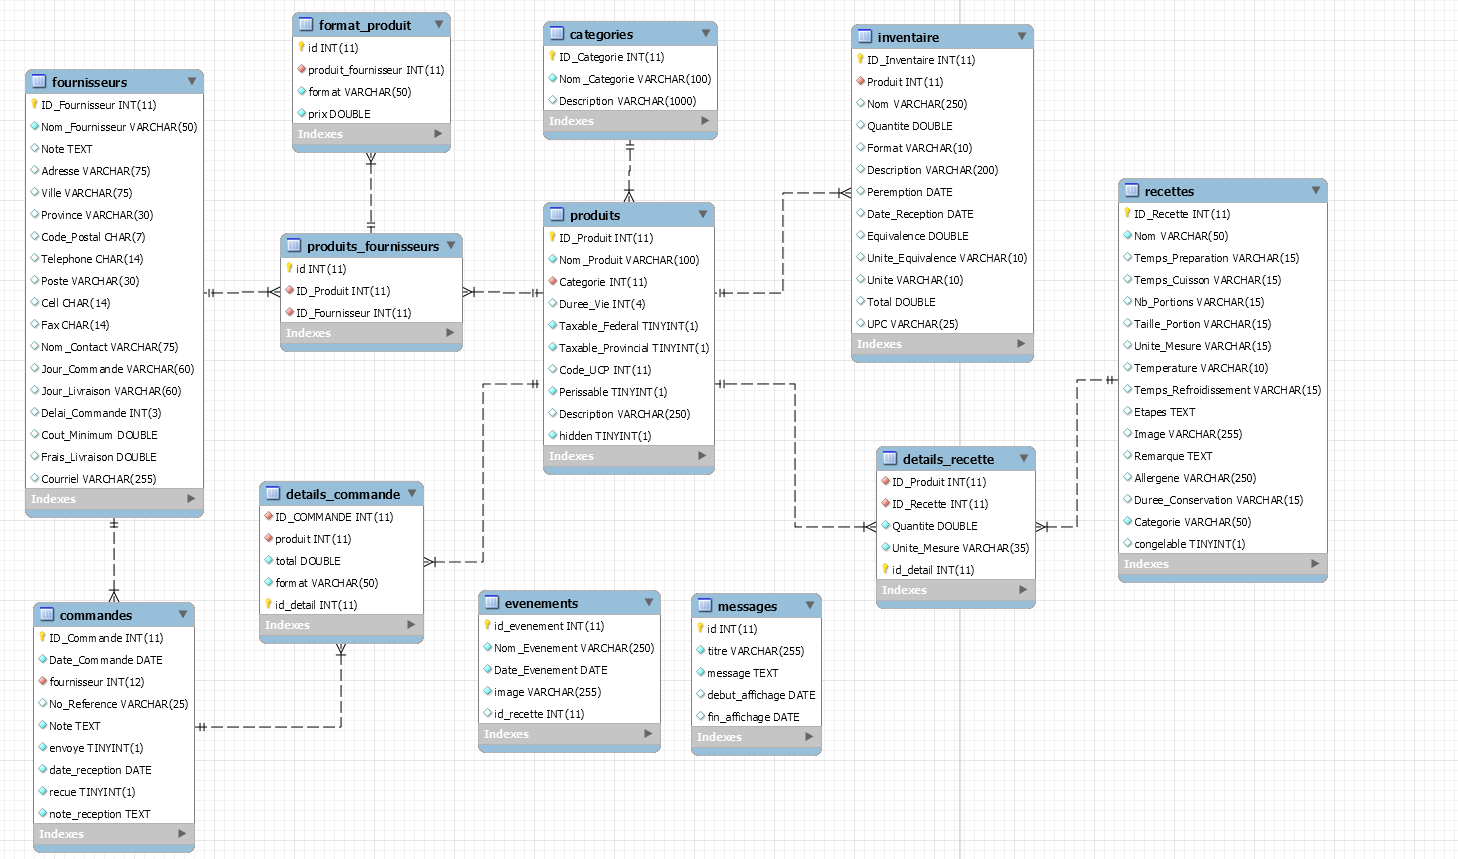 format_produit
id INT(11)
produit_fournisseur INT(11)
format VARCHAR(50)
prix DOUBLE
Indexes
categories
ID_Categorie INT(11)
Nom_Categorie VARCHAR(100)
Description VARCHAR(1000)
Indexes
inventaire
ID_Inventaire INT(11)
Produit INT(11)
Nom VARCHAR(250)
Quantite DOUBLE
Format VARCHAR(10)
Description VARCHAR(200)
Peremption DATE
Date_Reception DATE
Equivalence DOUBLE
Unite_Equivalence VARCHAR(10)
Unite VARCHAR(10)
Total DOUBLE
UPC VARCHAR(25)
Indexes
fournisseurs
ID_Fournisseur INT(11)
Nom_Fournisseur VARCHAR(50)
Note TEXT
Adresse VARCHAR(75)
Ville VARCHAR(75)
Province VARCHAR(30)
Code_Postal CHAR(7)
Telephone CHAR(14)
Poste VARCHAR(30)
Cell CHAR(14)
Fax CHAR(14)
Nom_Contact VARCHAR(75)
Jour_Commande VARCHAR(60)
Jour_Livraison VARCHAR(60)
Delai_Commande INT(3)
Cout_Minimum DOUBLE
Frais_Livraison DOUBLE
Courriel VARCHAR(255)
Indexes
produits_fournisseurs
id INT(11)
ID_Produit INT(11)
ID_Fournisseur INT(11)
Indexes
produits
ID_Produit INT(11)
Nom_Produit VARCHAR(100)
Categorie INT(11)
Duree_Vie INT(4)
Taxable_Federal TINYINT(1)
Taxable_Provincial TINYINT(1)
Code_UCP INT(11)
Perissable TINYINT(1)
Description VARCHAR(250)
hidden TINYINT(1)
Indexes
recettes
ID_Recette INT(11)
Nom VARCHAR(50)
Temps_Preparation VARCHAR(15)
Temps_Cuisson VARCHAR(15)
Nb_Portions VARCHAR(15)
Taille_Portion VARCHAR(15)
Unite_Mesure VARCHAR(15)
Temperature VARCHAR(10)
Temps_Refroidissement VARCHAR(15)
Etapes TEXT
Image VARCHAR(255)
Remarque TEXT
Allergene VARCHAR(250)
Duree_Conservation VARCHAR(15)
Categorie VARCHAR(50)
congelable TINYINT(1)
Indexes
details_recette
ID_Produit INT(11)
ID_Recette INT(11)
Quantite DOUBLE
Unite_Mesure VARCHAR(35)
id_detail INT(11)
Indexes
details_commande
ID_COMMANDE INT(11)
produit INT(11)
total DOUBLE
format VARCHAR(50)
id_detail INT(11)
Indexes
commandes
ID_Commande INT(11)
Date_Commande DATE
fournisseur INT(12)
No_Reference VARCHAR(25)
Note TEXT
envoye TINYINT(1)
date_reception DATE
recue TINYINT(1)
note_reception TEXT
Indexes
evenements
id_evenement INT(11)
Nom_Evenement VARCHAR(250)
Date_Evenement DATE
image VARCHAR(255)
id_recette INT(11)
Indexes
messages
id INT(11)
titre VARCHAR(255)
message TEXT
debut_affichage DATE
fin_affichage DATE
Indexes